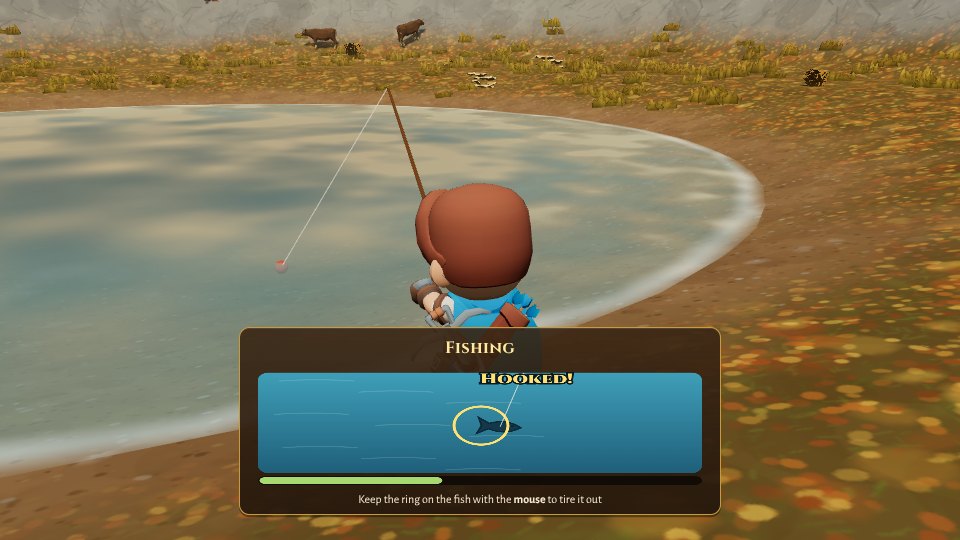 Fishing
Hooked!
Keep the ring on the fish with the mouse to tire it out